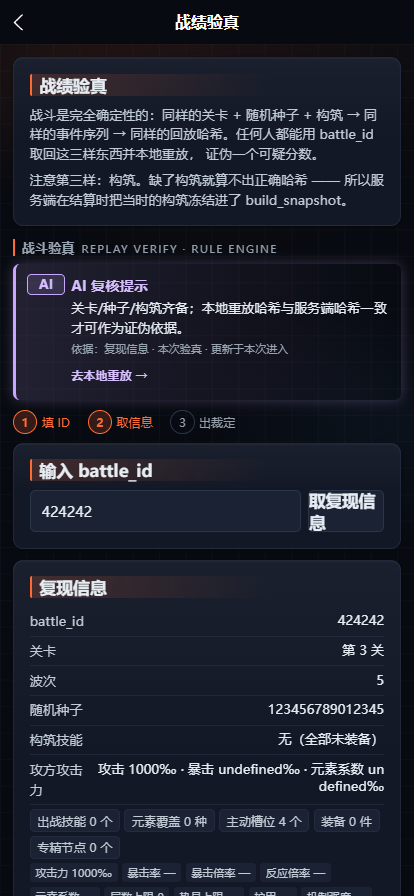 战绩验真
战绩验真
战斗是完全确定性的：同样的关卡 + 随机种子 + 构筑 → 同
样的事件序列 → 同样的回放哈希。任何人都能用 battle_id
取回这三样东西并本地重放， 证伪一个可疑分数。
注意第三样：构筑。缺了构筑就算不出正确哈希 —— 所以服
务端在结算时把当时的构筑冻结进了 build_snapshot。
战斗验真 REPLAY VERIFY · RULE ENGINE
AI AI 复核提示
关卡/种子/构筑齐备；本地重放哈希与服务端哈希一致
才可作为证伪依据。
依据：复现信息 · 本次验真 · 更新于本次进入
去本地重放 →
1 填 ID 2 取信息 3 出裁定
输入 battle_id
424242 取复现信
息
复现信息
battle_id 424242
关卡 第 3 关
波次 5
随机种子 123456789012345
构筑技能 无（全部未装备）
攻方攻击 攻击 1000‰ · 暴击 undefined‰ · 元素系数 un
力 defined‰
出战技能 0 个 元素覆盖 0 种 主动槽位 4 个 装备 0 件
专精节点 0 个
攻击力 1000‰ 暴击率 — 暴击倍率 — 反应倍率 —